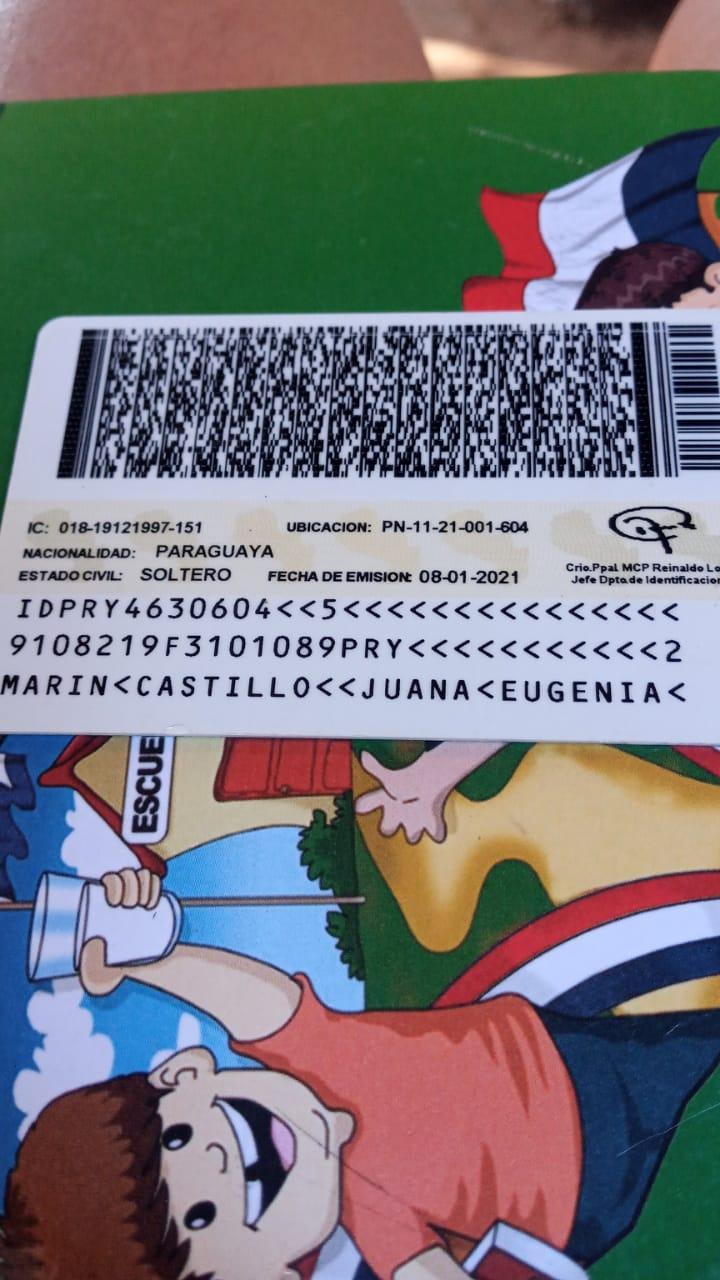 IC: 018-19121997-151 UBICACION: PN-11-21-001-604
NACIONALIDAD: PARAGUAYA
ESTADO CIVIL: SOLTERO FECHA DE EMISION: 08-01-2021
Crio.Ppal MCP Reinaldo
Jefe Dpto.de
IDPRY4630604<<5<<<<<<<<<<<<<<<
9108219F3101089PRY<<<<<<<<<<<2
MARIN<CASTILLO<<JUANA<EUGENIA<